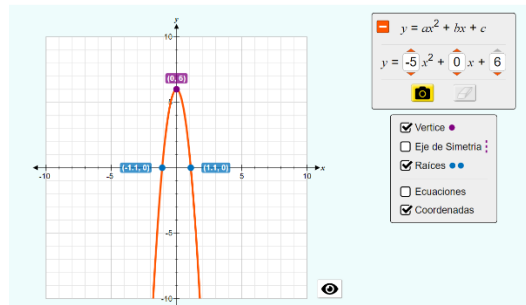 y
10
(0, 6)
5
(-1.1, 0)
(1.1, 0)
x
-10
-5
5
10
-5
-10
y = ax² + bx + c
y = -5 x² + 0 x + 6
Vertice
Eje de Simetría
Raíces
Ecuaciones
Coordenadas